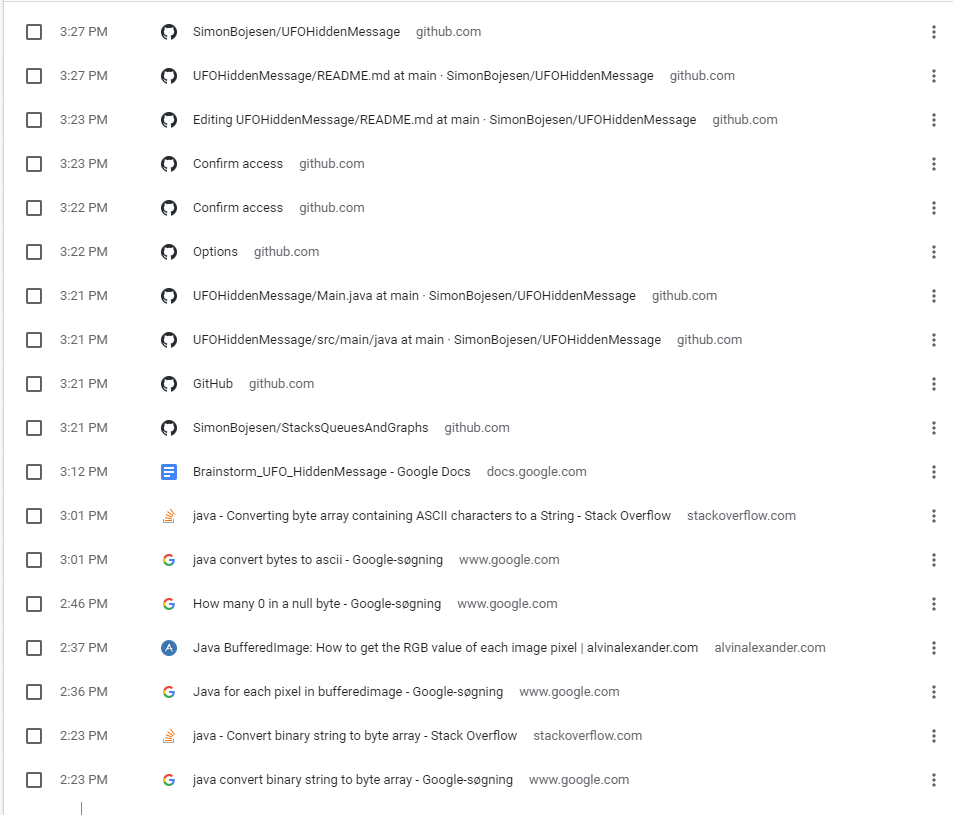 3:27 PM SimonBojesen/UFOHiddenMessage github.com
3:27 PM UFOHiddenMessage/README.md at main · SimonBojesen/UFOHiddenMessage github.com
3:23 PM Editing UFOHiddenMessage/README.md at main · SimonBojesen/UFOHiddenMessage github.com
3:23 PM Confirm access github.com
3:22 PM Confirm access github.com
3:22 PM Options github.com
3:21 PM UFOHiddenMessage/Main.java at main · SimonBojesen/UFOHiddenMessage github.com
3:21 PM UFOHiddenMessage/src/main/java at main · SimonBojesen/UFOHiddenMessage github.com
3:21 PM GitHub github.com
3:21 PM SimonBojesen/StacksQueuesAndGraphs github.com
3:12 PM Brainstorm_UFO_HiddenMessage - Google Docs docs.google.com
3:01 PM java - Converting byte array containing ASCII characters to a String - Stack Overflow stackoverflow.com
3:01 PM java convert bytes to ascii - Google-søgning www.google.com
2:46 PM How many 0 in a null byte - Google-søgning www.google.com
2:37 PM A Java BufferedImage: How to get the RGB value of each image pixel | alvinalexander.com alvinalexander.com
2:36 PM Java for each pixel in bufferedimage - Google-søgning www.google.com
2:23 PM java - Convert binary string to byte array - Stack Overflow stackoverflow.com
2:23 PM java convert binary string to byte array - Google-søgning www.google.com